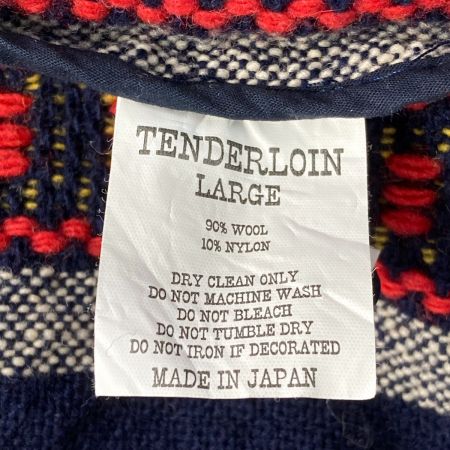 TENDERLOIN
LARGE
90% WOOL
10% NYLON
DRY CLEAN ONLY
DO NOT MACHINE WASH
DO NOT BLEACH
DO NOT TUMBLE DRY
DO NOT IRON IF DECORATED
MADE IN JAPAN